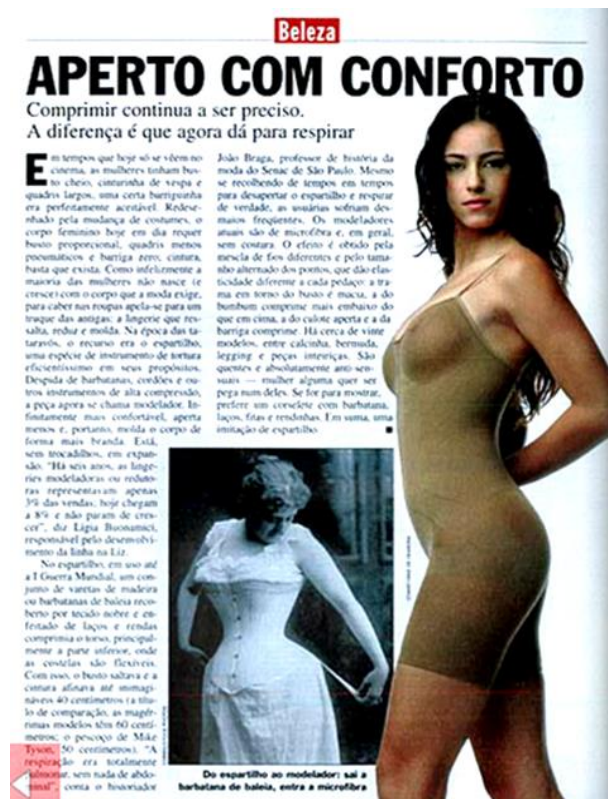 Beleza
APERTO COM CONFORTO
Comprimir continua a ser preciso.
A diferença é que agora dá para respirar
Em tempos que hoje só se vêem no
cinema, as mulheres tinham bus-
to cheio, cinturinha de vespa e
quadris largos, uma certa barriguinha
era perfeitamente aceitável. Redese-
nhado pela mudança de costumes, o
corpo feminino hoje em dia requer
busto proporcional, quadris menos
pneumáticos e barriga zero; cintura,
basta que exista. Como infelizmente a
maioria das mulheres não nasce (e
cresce) com o corpo que a moda exige,
para caber nas roupas apela-se para um
truque das antigas: a lingerie que res-
salta, reduz e molda. Na época das ta-
taravós, o recurso era o espartilho,
uma espécie de instrumento de tortura
eficientíssimo em seus propósitos.
Despida de barbatanas, cordões e ou-
tros instrumentos de alta compressão,
a peça agora se chama modelador. In-
finitamente mais confortável, aperta
menos e, portanto, molda o corpo de
forma mais branda. Está,
sem trocadilhos, em expan-
são. "Há seis anos, as linge-
ries modeladoras ou reduto-
ras representavam apenas
3% das vendas; hoje chegam
a 8% e não param de cres-
cer", diz Lígia Buonamici,
responsável pelo desenvolvi-
mento da linha na Liz.
No espartilho, em uso até
a I Guerra Mundial, um con-
junto de varetas de madeira
ou barbatanas de baleia reco-
berto por tecido nobre e en-
feitado de laços e rendas
comprimia o torso, principal-
mente a parte inferior, onde
as costelas são flexíveis.
Com isso, o busto saltava e a
cintura afinava até inimagi-
náveis 40 centímetros (a títu-
lo de comparação, as magér-
rimas modelos têm 60 centí-
metros; o pescoço de Mike
Tyson, 50 centímetros). "A
respiração era totalmente
pulmonar, sem nada de abdo-
minal", conta o historiador
João Braga, professor de história da
moda do Senac de São Paulo. Mesmo
se recolhendo de tempos em tempos
para desapertar o espartilho e respirar
de verdade, as usuárias sofriam des-
maios freqüentes. Os modeladores
atuais são de microfibra e, em geral,
sem costura. O efeito é obtido pela
mescla de fios diferentes e pelo tama-
nho alternado dos pontos, que dão elas-
ticidade diferente a cada pedaço: a tra-
ma em torno do busto é macia, a do
bumbum comprime mais embaixo do
que em cima, a do culote aperta e a da
barriga comprime. Há cerca de vinte
modelos, entre calcinha, bermuda,
legging e peças inteiriças. São
quentes e absolutamente anti-sen-
suais — mulher alguma quer ser
pega num deles. Se for para mostrar,
prefere um corselete com barbatana,
laços, fitas e rendinhas. Em suma, uma
imitação de espartilho.
Do espartilho ao modelador: sai a
barbatana de baleia, entra a microfibra